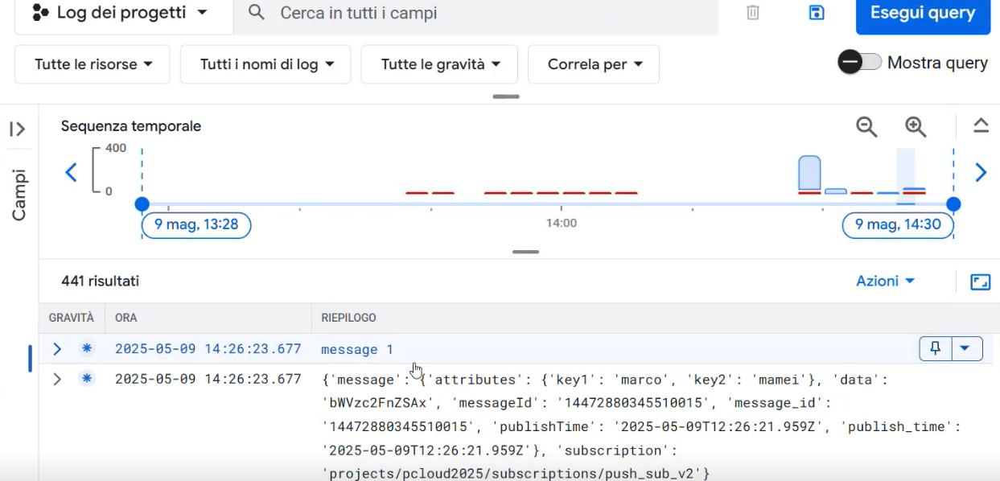 Log dei progetti
Cerca in tutti i campi
Esegui query
Tutte le risorse
Tutti i nomi di log
Tutte le gravità
Correla per
Mostra query
Campi
Sequenza temporale
400
0
14:00
9 mag, 13:28
9 mag, 14:30
441 risultati
Azioni
GRAVITÀ
ORA
RIEPILOGO
2025-05-09 14:26:23.677
message 1
2025-05-09 14:26:23.677
{'message': {'attributes': {'key1': 'marco', 'key2': 'mamei'}, 'data':
'bWVzc2FnZSAx', 'messageId': '14472880345510015', 'message_id':
'14472880345510015', 'publishTime': '2025-05-09T12:26:21.959Z', 'publish_time':
'2025-05-09T12:26:21.959Z'}, 'subscription':
'projects/pcloud2025/subscriptions/push_sub_v2'}